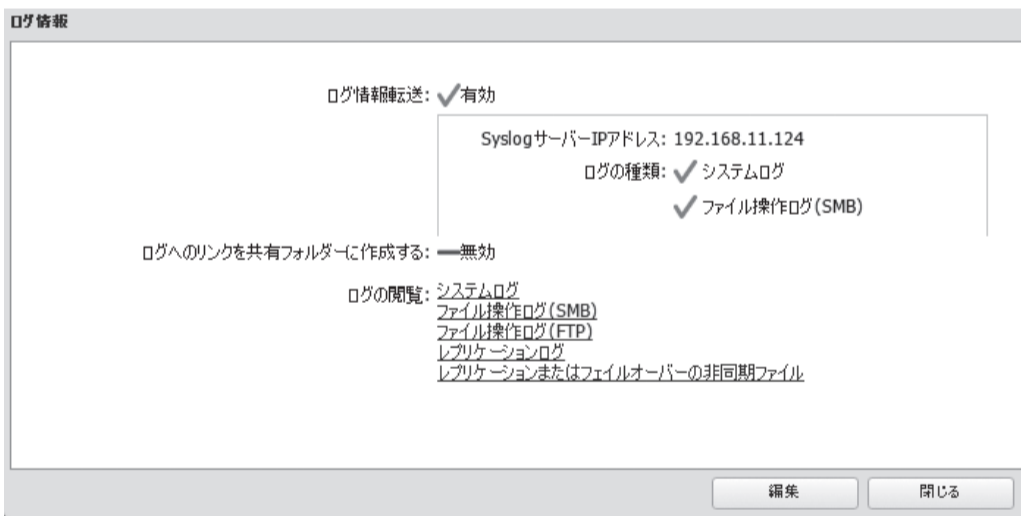 ログ情報
ログ情報転送: 有効
SyslogサーバーIPアドレス: 192.168.11.124
ログの種類: システムログ
ファイル操作ログ(SMB)
ログへのリンクを共有フォルダーに作成する: 無効
ログの閲覧: システムログ
ファイル操作ログ(SMB)
ファイル操作ログ(FTP)
レプリケーションログ
レプリケーションまたはフェイルオーバーの非同期ファイル
編集 閉じる